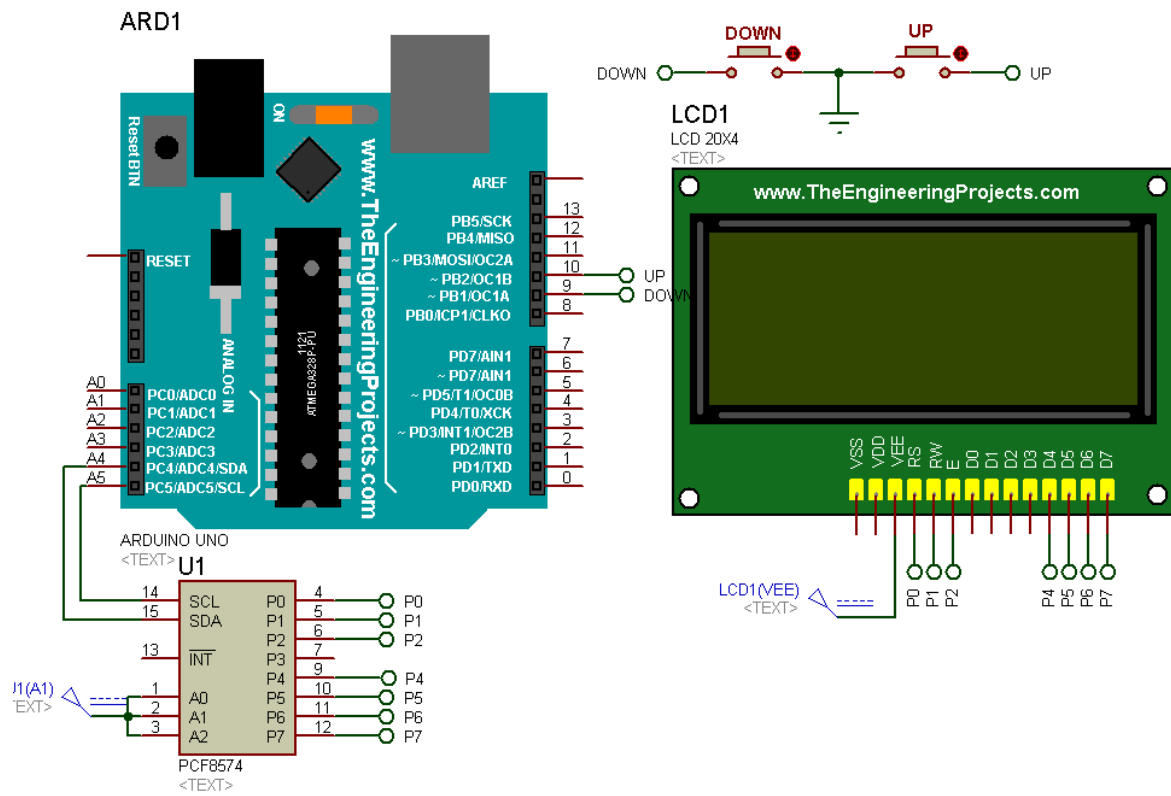 ARD1
DOWN
UP
DOWN
UP
LCD1
LCD 20X4
<TEXT>
www.TheEngineeringProjects.com
Reset BTN
ON
www.TheEngineeringProjects.com
AREF
PB5/SCK 13
PB4/MISO 12
~ PB3/MOSI/OC2A 11
~ PB2/OC1B 10 UP
~ PB1/OC1A 9 DOWN
PB0/ICP1/CLKO 8
RESET
ANALOG IN
1121
ATMEGA328P-PU
PD7/AIN1 7
~ PD7/AIN1 6
~ PD5/T1/OC0B 5
PD4/T0/XCK 4
~ PD3/INT1/OC2B 3
PD2/INT0 2
PD1/TXD 1
PD0/RXD 0
A0 PC0/ADC0
A1 PC1/ADC1
A2 PC2/ADC2
A3 PC3/ADC3
A4 PC4/ADC4/SDA
A5 PC5/ADC5/SCL
VSS
VDD
VEE
RS
RW
E
D0
D1
D2
D3
D4
D5
D6
D7
ARDUINO UNO
<TEXT>
LCD1(VEE)
<TEXT>
P0
P1
P2
P4
P5
P6
P7
U1
14 SCL P0 4 P0
15 SDA P1 5 P1
P2 6 P2
13 INT P3 7
P4 9 P4
1 A0 P5 10 P5
2 A1 P6 11 P6
3 A2 P7 12 P7
J1(A1)
TEXT>
PCF8574
<TEXT>